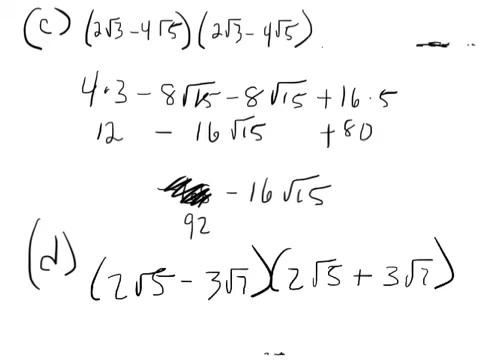 (c) (2√3 - 4√5)(2√3 - 4√5)
4·3 - 8√15 - 8√15 + 16·5
12 - 16√15 + 80
- 16√15
92
(d) (2√5 - 3√7)(2√5 + 3√7)